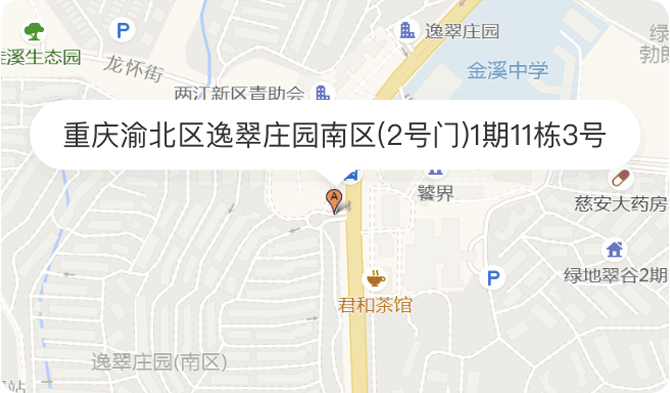 逸翠庄园
P
桂溪生态园
龙怀街
金溪中学
两江新区青助会
重庆渝北区逸翠庄园南区(2号门)1期11栋3号
饕界
慈安大药房
A
绿地翠谷2期
P
君和茶馆
逸翠庄园(南区)